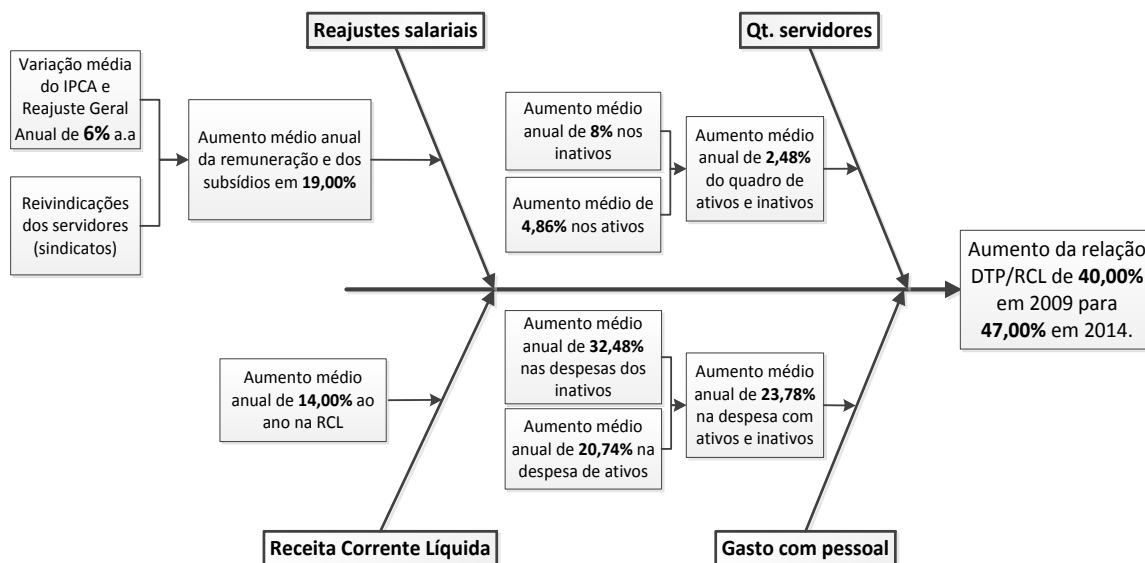 Reajustes salariais
Qt. servidores
Variação média
do IPCA e
Reajuste Geral
Anual de 6% a.a
Reivindicações
dos servidores
(sindicatos)
Aumento médio anual
da remuneração e dos
subsídios em 19,00%
Aumento médio
anual de 8% nos
inativos
Aumento médio de
4,86% nos ativos
Aumento médio
anual de 2,48%
do quadro de
ativos e inativos
Aumento da relação
DTP/RCL de 40,00%
em 2009 para
47,00% em 2014.
Aumento médio
anual de 14,00% ao
ano na RCL
Aumento médio
anual de 32,48%
nas despesas dos
inativos
Aumento médio
anual de 20,74% na
despesa de ativos
Aumento médio
anual de 23,78%
na despesa com
ativos e inativos
Receita Corrente Líquida
Gasto com pessoal